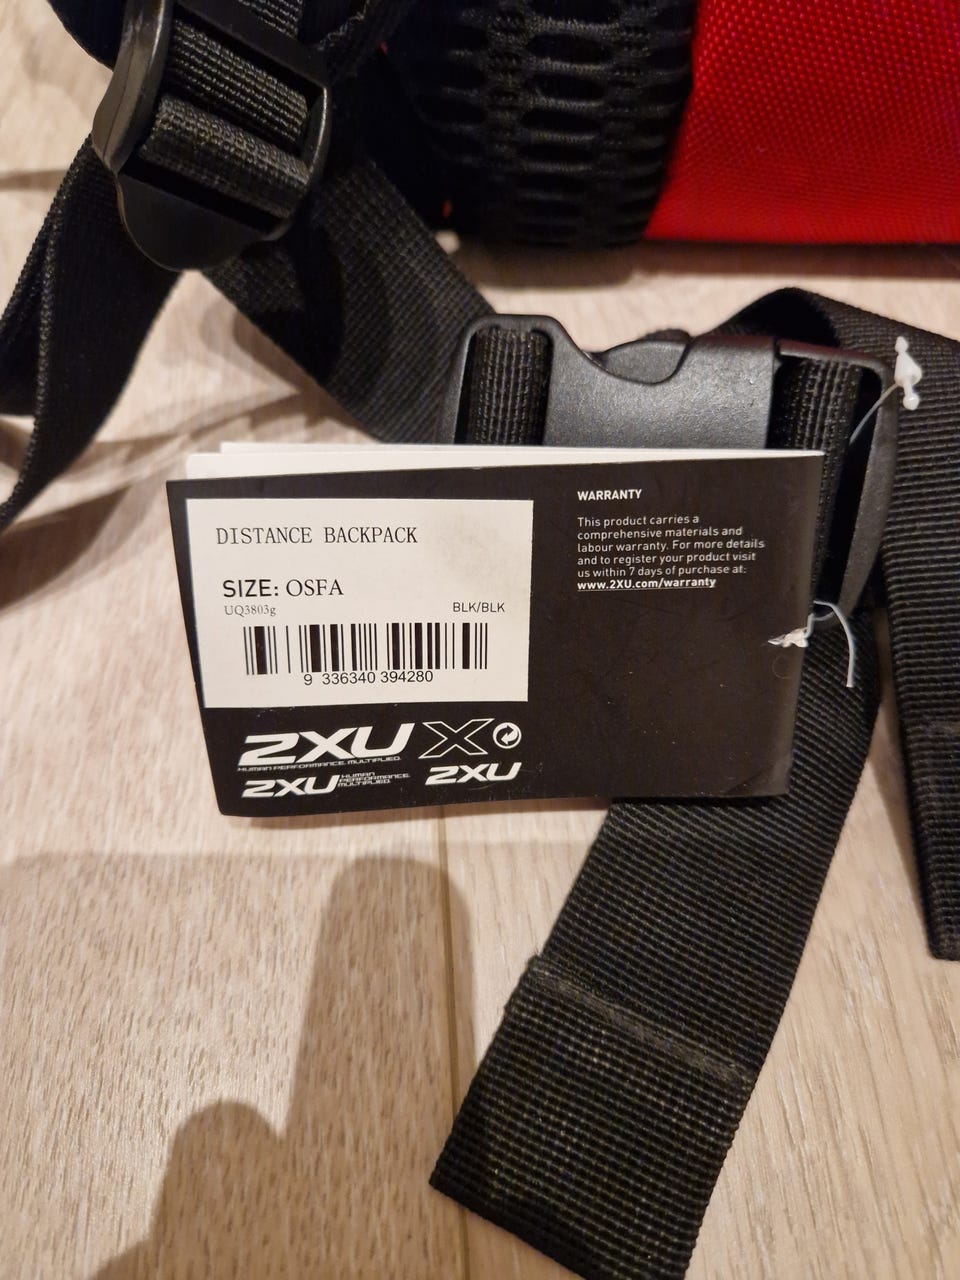 DISTANCE BACKPACK
SIZE: OSFA
UQ3803g
BLK/BLK
9 336340 394280
WARRANTY
This product carries a
comprehensive materials and
labour warranty. For more details
and to register your product visit
us within 7 days of purchase at:
www.2XU.com/warranty
2XU X
HUMAN PERFORMANCE. MULTIPLIED.
2XU HUMAN
PERFORMANCE.
MULTIPLIED.
2XU